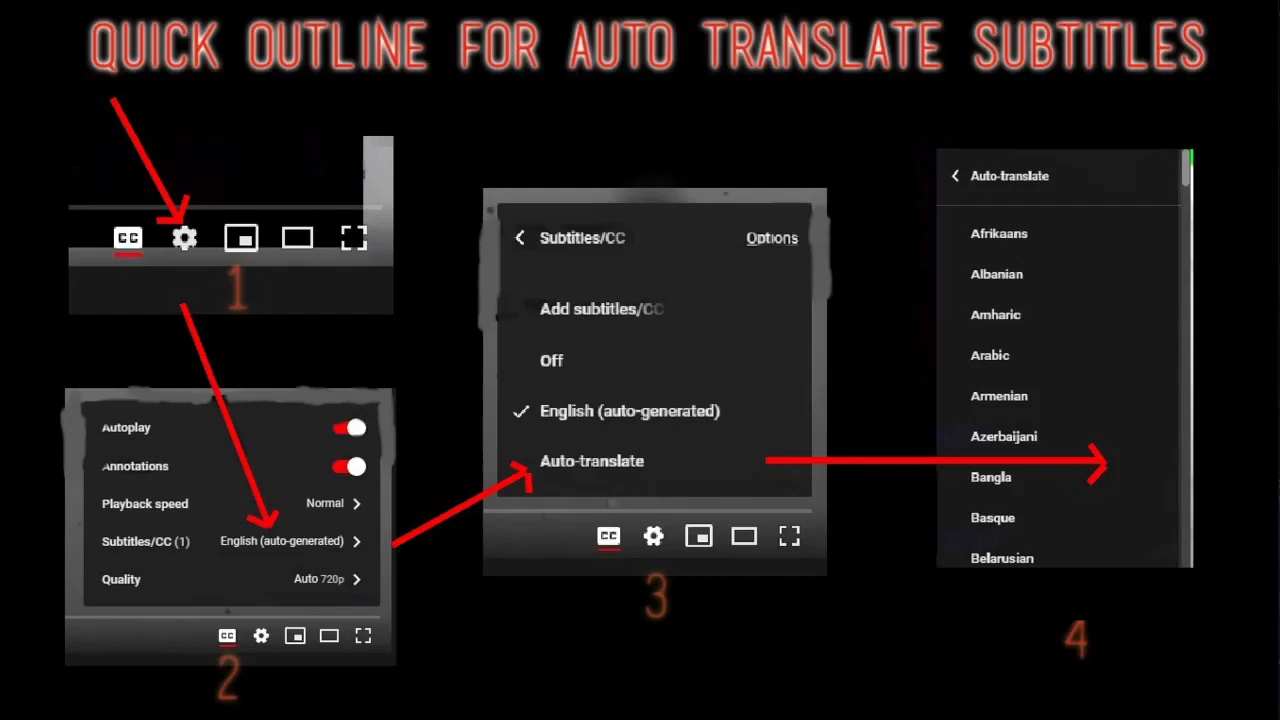 QUICK OUTLINE FOR AUTO TRANSLATE SUBTITLES
CC
1
Autoplay
Annotations
Playback speed Normal
Subtitles/CC (1) English (auto-generated)
Quality Auto 720p
CC
2
Subtitles/CC Options
Add subtitles/CC
Off
English (auto-generated)
Auto-translate
CC
3
Auto-translate
Afrikaans
Albanian
Amharic
Arabic
Armenian
Azerbaijani
Bangla
Basque
Belarusian
4